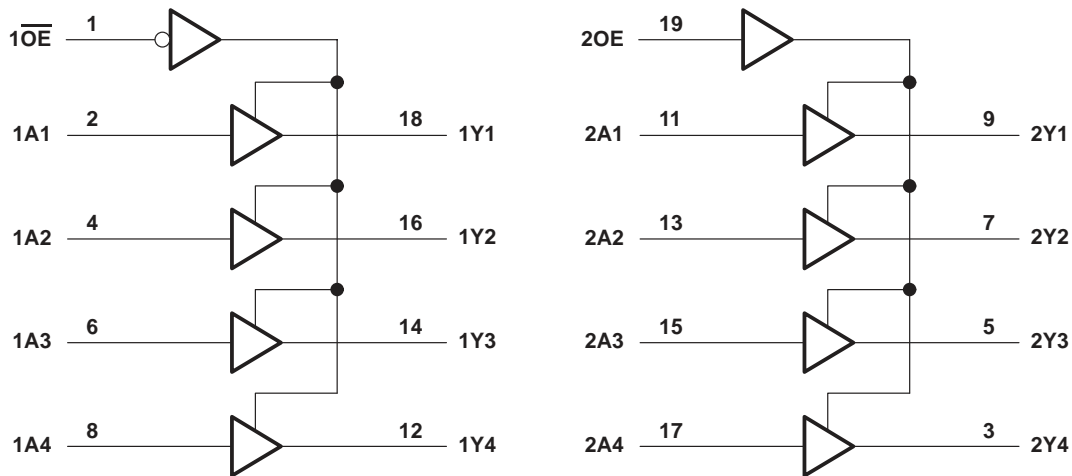 1O̅E̅ 1
1A1 2 18 1Y1
1A2 4 16 1Y2
1A3 6 14 1Y3
1A4 8 12 1Y4
2OE 19
2A1 11 9 2Y1
2A2 13 7 2Y2
2A3 15 5 2Y3
2A4 17 3 2Y4